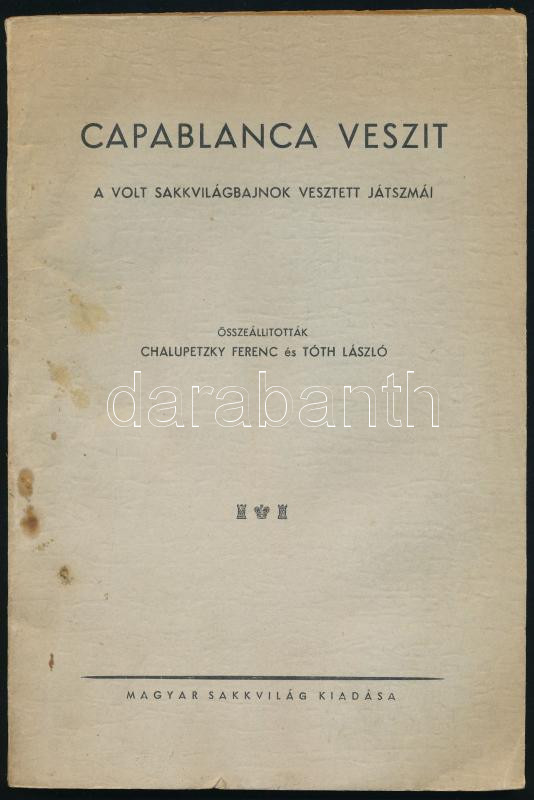 CAPABLANCA VESZIT
A VOLT SAKKVILÁGBAJNOK VESZTETT JÁTSZMÁI
ÖSSZEÁLLITOTTÁK
CHALUPETZKY FERENC és TÓTH LÁSZLÓ
darabanth
MAGYAR SAKKVILÁG KIADÁSA